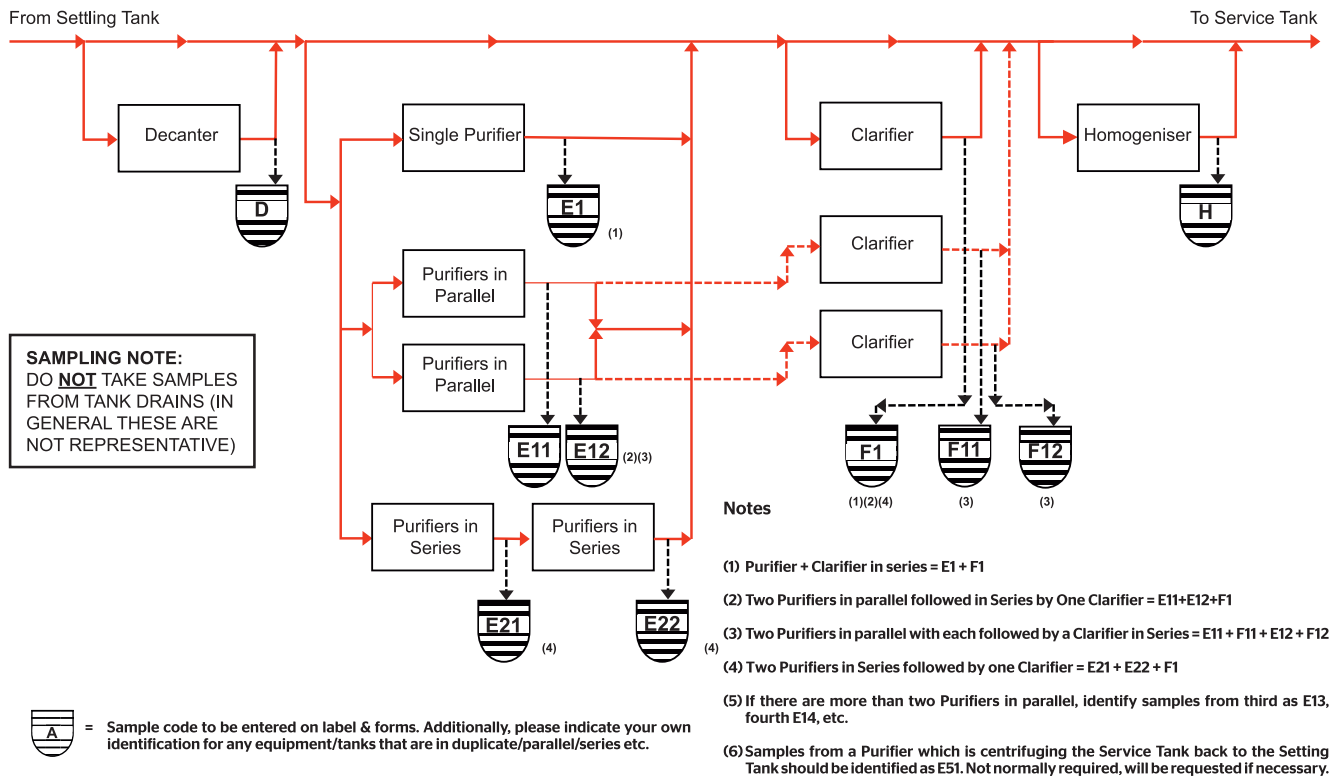 From Settling Tank
To Service Tank
Decanter
Single Purifier
Clarifier
Homogeniser
D
E1
(1)
H
Purifiers in
Parallel
Clarifier
Purifiers in
Parallel
Clarifier
SAMPLING NOTE:
DO NOT TAKE SAMPLES
FROM TANK DRAINS (IN
GENERAL THESE ARE
NOT REPRESENTATIVE)
E11
E12
(2)(3)
F1
F11
F12
(1)(2)(4)
(3)
(3)
Purifiers in
Series
Purifiers in
Series
E21
(4)
E22
(4)
Notes
(1) Purifier + Clarifier in series = E1 + F1
(2) Two Purifiers in parallel followed in Series by One Clarifier = E11+E12+F1
(3) Two Purifiers in parallel with each followed by a Clarifier in Series = E11 + F11 + E12 + F12
(4) Two Purifiers in Series followed by one Clarifier = E21 + E22 + F1
(5) If there are more than two Purifiers in parallel, identify samples from third as E13,
fourth E14, etc.
(6) Samples from a Purifier which is centrifuging the Service Tank back to the Setting
Tank should be identified as E51. Not normally required, will be requested if necessary.
A
= Sample code to be entered on label & forms. Additionally, please indicate your own
identification for any equipment/tanks that are in duplicate/parallel/series etc.